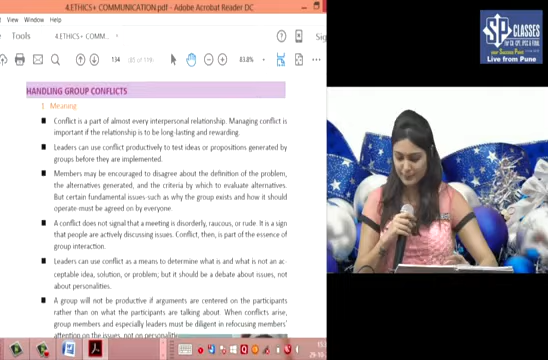 4.ETHICS+ COMMUNICATION.pdf - Adobe Acrobat Reader DC
View Window Help
Tools
4.ETHICS+ COMM...
Sig
134
83.8%
HANDLING GROUP CONFLICTS
Meaning
Conflict is a part of almost every interpersonal relationship. Managing conflict is
important if the relationship is to be long-lasting and rewarding.
Leaders can use conflict productively to test ideas or propositions generated by
groups before they are implemented.
Members may be encouraged to disagree about the definition of the problem,
the alternatives generated, and the criteria by which to evaluate alternatives.
But certain fundamental issues-such as why the group exists and how it should
operate-must be agreed on by everyone.
A conflict does not signal that a meeting is disorderly, raucous, or rude. It is a sign
that people are actively discussing issues. Conflict, then, is part of the essence of
group interaction.
Leaders can use conflict as a means to determine what is and what is not an ac-
ceptable idea, solution, or problem, but it should be a debate about issues, not
about personalities.
A group will not be productive if arguments are centered on the participants
rather than on what the participants are talking about. When conflicts arise,
group members and especially leaders must be diligent in refocusing members'
attention on the issues, not on personalities
SP CLASSES
Live from Pune